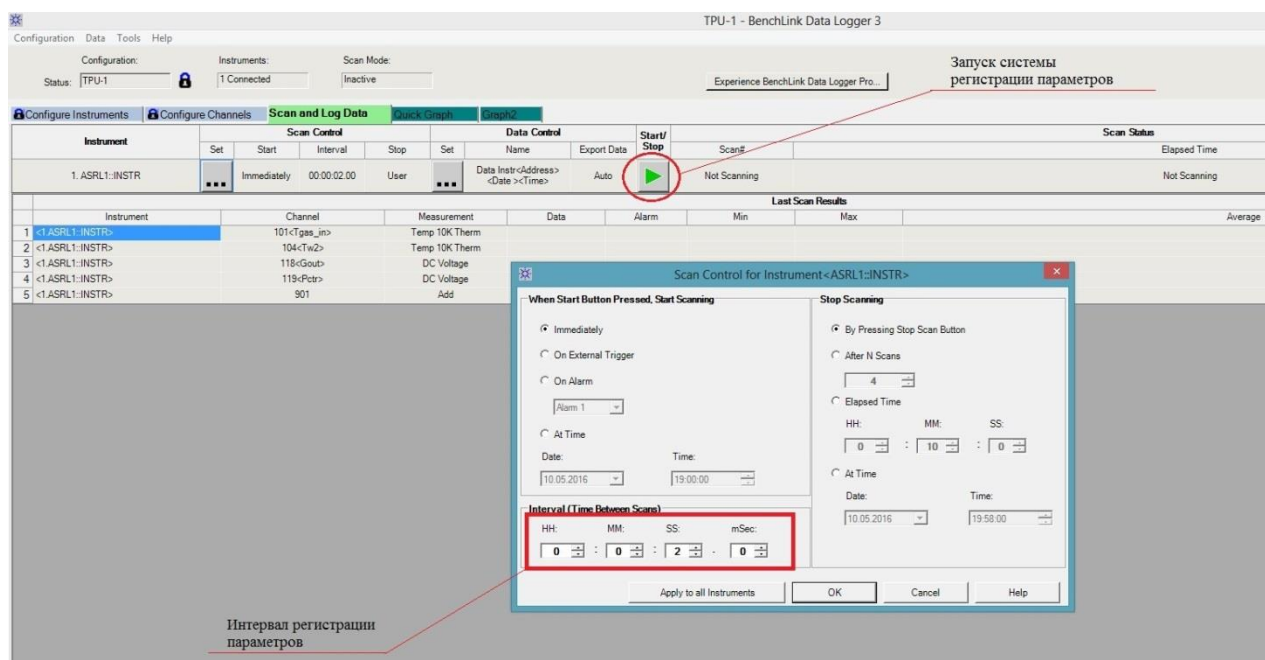 TPU-1 - BenchLink Data Logger 3
Configuration Data Tools Help
Configuration: Instruments: Scan Mode:
Status: TPU-1 1 Connected Inactive Experience BenchLink Data Logger Pro...
Запуск системы
регистрации параметров
Configure Instruments Configure Channels Scan and Log Data Quick Graph Graph2
Instrument Scan Control Data Control Start/ Stop Scan Status
Set Start Interval Stop Set Name Export Data Scan# Elapsed Time
1. ASRL1::INSTR ... Immediately 00:00:02.00 User ... Data Instr<Address> <Date ><Time> Auto Not Scanning Not Scanning
Last Scan Results
Instrument Channel Measurement Data Alarm Min Max Average
1 <1.ASRL1::INSTR> 101<Tgas_in> Temp 10K Therm
2 <1.ASRL1::INSTR> 104<Tw2> Temp 10K Therm
3 <1.ASRL1::INSTR> 118<Gout> DC Voltage
4 <1.ASRL1::INSTR> 119<Pctr> DC Voltage
5 <1.ASRL1::INSTR> 901 Add
Scan Control for Instrument<ASRL1::INSTR>
When Start Button Pressed, Start Scanning
Immediately
On External Trigger
On Alarm
Alarm 1
At Time
Date: Time:
10.05.2016 19:00:00
Interval (Time Between Scans)
HH: MM: SS: mSec:
0 : 0 : 2 . 0
Stop Scanning
By Pressing Stop Scan Button
After N Scans
4
Elapsed Time
HH: MM: SS:
0 : 10 : 0
At Time
Date: Time:
10.05.2016 19:58:00
Apply to all Instruments OK Cancel Help
Интервал регистрации
параметров